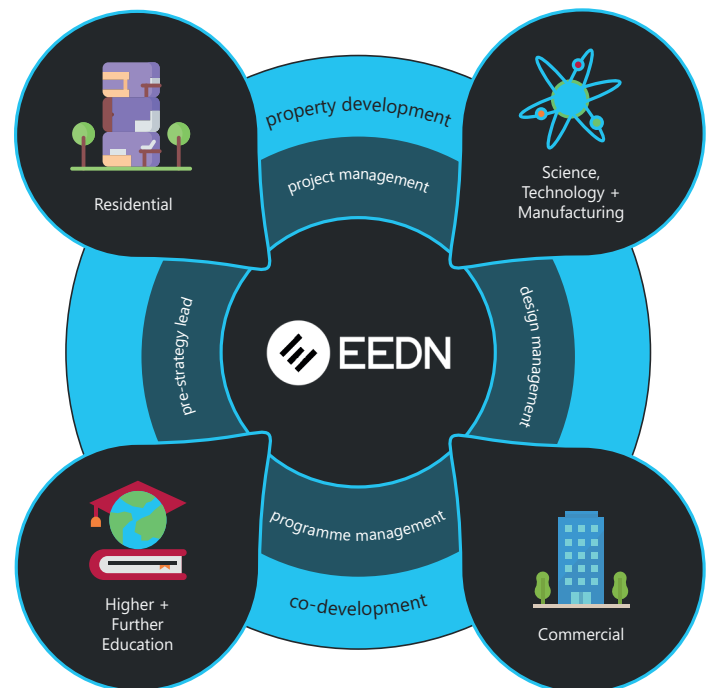 property development
project management
Residential
Science,
Technology +
Manufacturing
pre-strategy lead
EEDN
design management
programme management
co-development
Higher +
Further
Education
Commercial